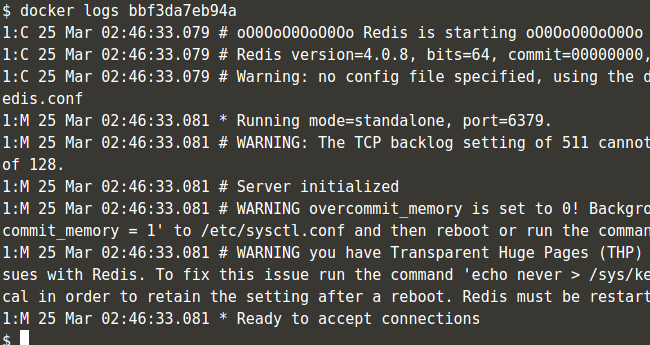 $ docker logs bbf3da7eb94a
1:C 25 Mar 02:46:33.079 # oO0OoO0OoO0Oo Redis is starting oO0OoO0OoO0Oo
1:C 25 Mar 02:46:33.079 # Redis version=4.0.8, bits=64, commit=00000000,
1:C 25 Mar 02:46:33.079 # Warning: no config file specified, using the d
edis.conf
1:M 25 Mar 02:46:33.081 * Running mode=standalone, port=6379.
1:M 25 Mar 02:46:33.081 # WARNING: The TCP backlog setting of 511 cannot
of 128.
1:M 25 Mar 02:46:33.081 # Server initialized
1:M 25 Mar 02:46:33.081 # WARNING overcommit_memory is set to 0! Backgro
commit_memory = 1' to /etc/sysctl.conf and then reboot or run the comman
1:M 25 Mar 02:46:33.081 # WARNING you have Transparent Huge Pages (THP)
sues with Redis. To fix this issue run the command 'echo never > /sys/ke
cal in order to retain the setting after a reboot. Redis must be restart
1:M 25 Mar 02:46:33.081 * Ready to accept connections
$